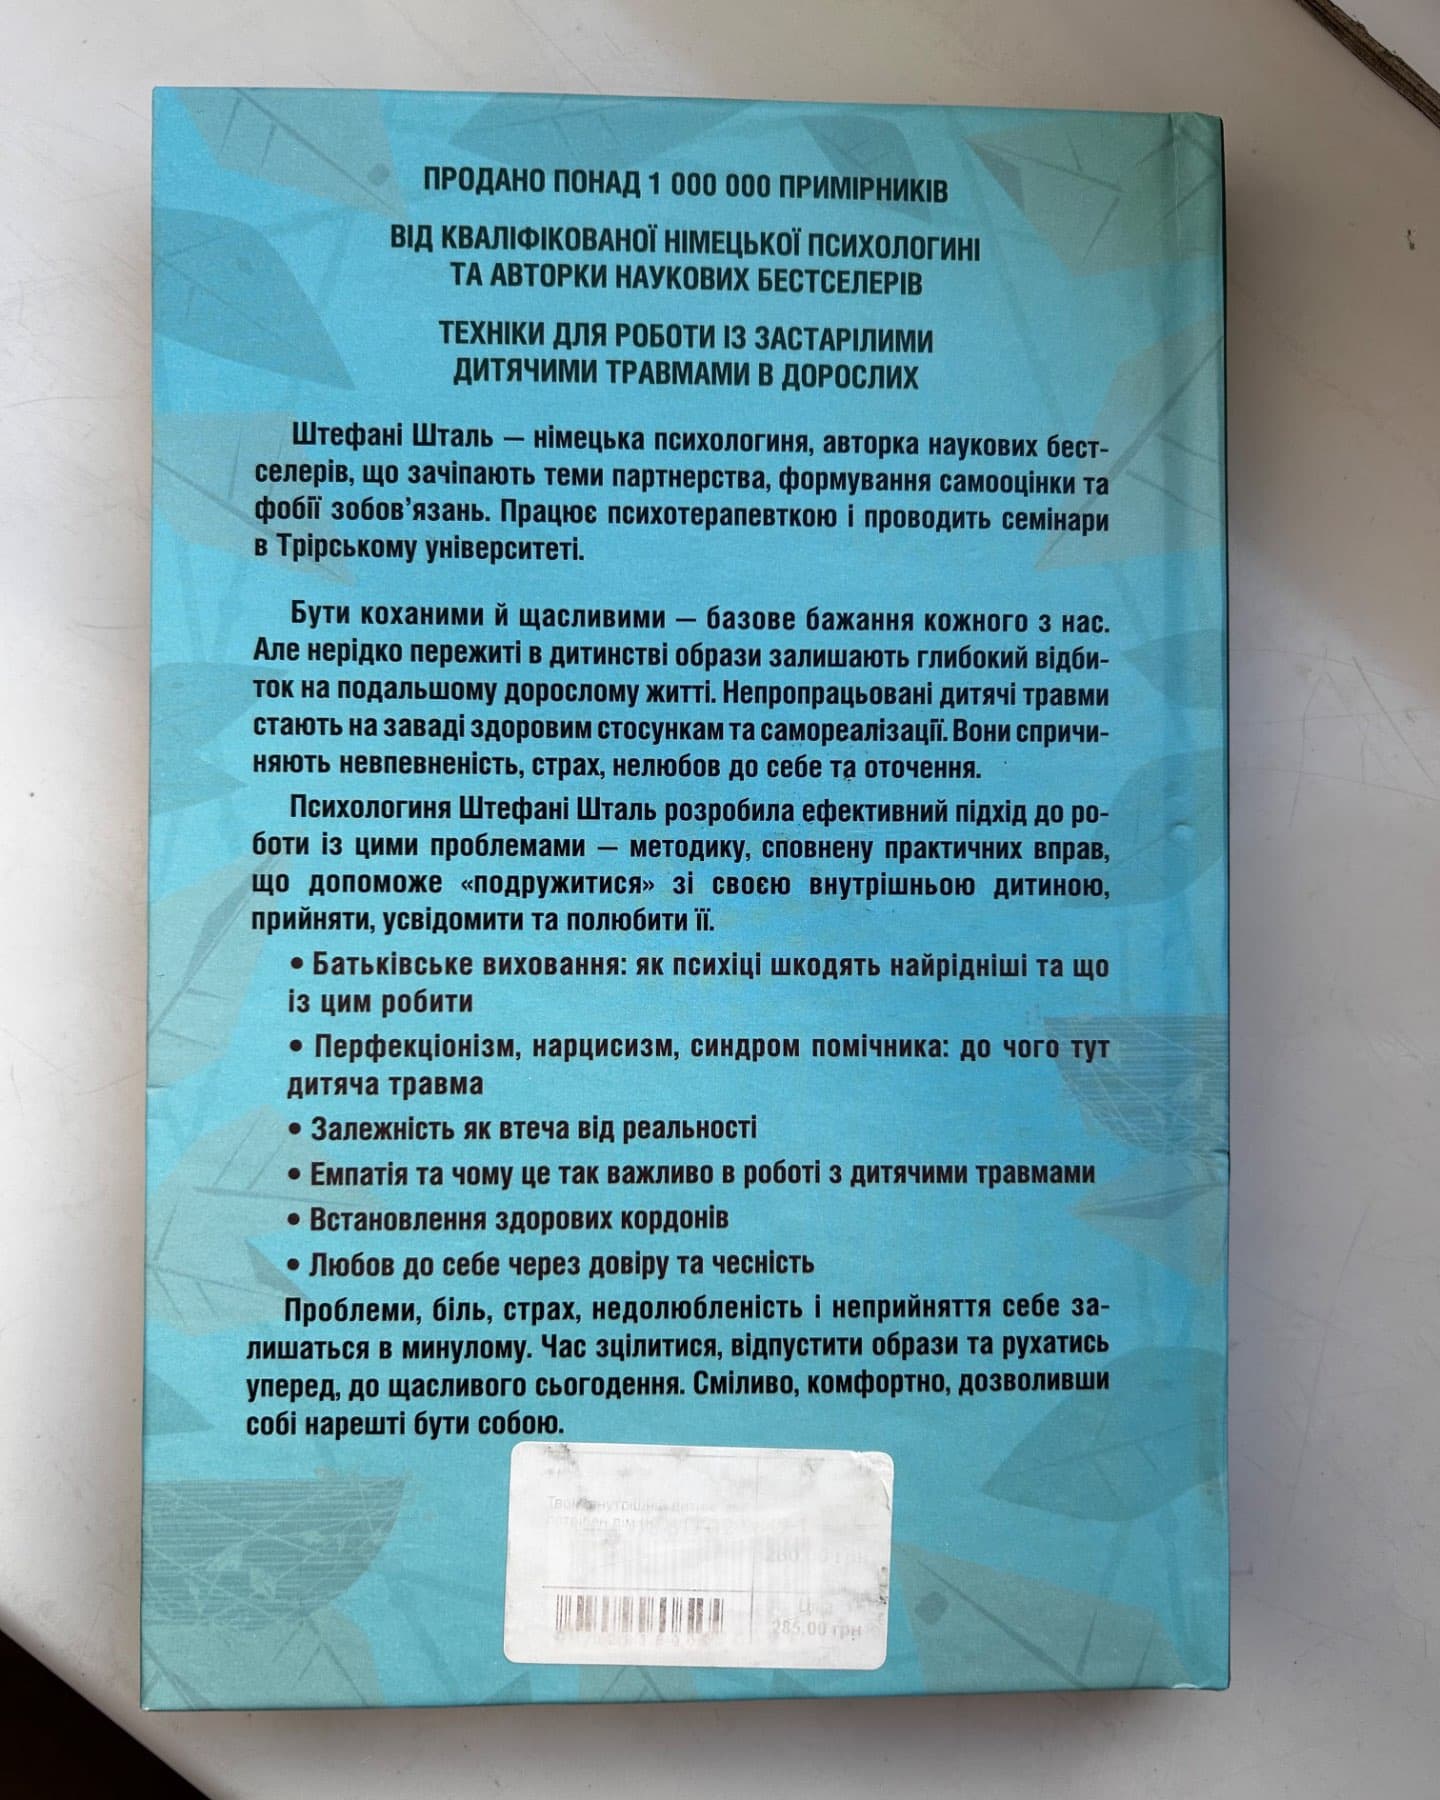 ПРОДАНО ПОНАД 1 000 000 ПРИМІРНИКІВ
ВІД КВАЛІФІКОВАНОЇ НІМЕЦЬКОЇ ПСИХОЛОГИНІ
ТА АВТОРКИ НАУКОВИХ БЕСТСЕЛЕРІВ
ТЕХНІКИ ДЛЯ РОБОТИ ІЗ ЗАСТАРІЛИМИ
ДИТЯЧИМИ ТРАВМАМИ В ДОРОСЛИХ
Штефані Шталь — німецька психологиня, авторка наукових бест-
селерів, що зачіпають теми партнерства, формування самооцінки та
фобії зобов’язань. Працює психотерапевткою і проводить семінари
в Трірському університеті.
Бути коханими й щасливими — базове бажання кожного з нас.
Але нерідко пережиті в дитинстві образи залишають глибокий відби-
ток на подальшому дорослому житті. Непропрацьовані дитячі травми
стають на заваді здоровим стосункам та самореалізації. Вони спричи-
няють невпевненість, страх, нелюбов до себе та оточення.
Психологиня Штефані Шталь розробила ефективний підхід до ро-
боти із цими проблемами — методику, сповнену практичних вправ,
що допоможе «подружитися» зі своєю внутрішньою дитиною,
прийняти, усвідомити та полюбити її.
• Батьківське виховання: як психіці шкодять найрідніші та що
із цим робити
• Перфекціонізм, нарцисизм, синдром помічника: до чого тут
дитяча травма
• Залежність як втеча від реальності
• Емпатія та чому це так важливо в роботі з дитячими травмами
• Встановлення здорових кордонів
• Любов до себе через довіру та чесність
Проблеми, біль, страх, недолюбленість і неприйняття себе за-
лишаться в минулому. Час зцілитися, відпустити образи та рухатись
уперед, до щасливого сьогодення. Сміливо, комфортно, дозволивши
собі нарешті бути собою.
285.00 грн